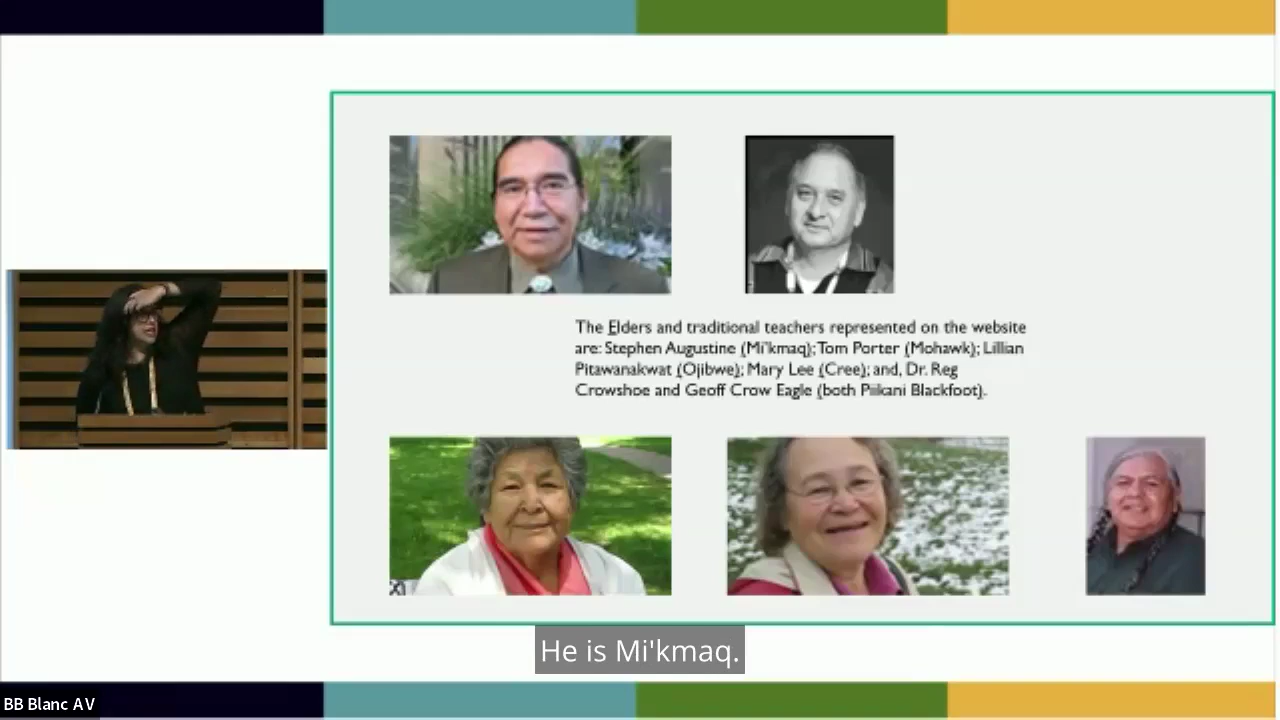 The Elders and traditional teachers represented on the website
are: Stephen Augustine (Mi'kmaq); Tom Porter (Mohawk); Lillian
Pitawanakwat (Ojibwe); Mary Lee (Cree); and, Dr. Reg
Crowshoe and Geoff Crow Eagle (both Piikani Blackfoot).
He is Mi'kmaq.
BB Blanc AV